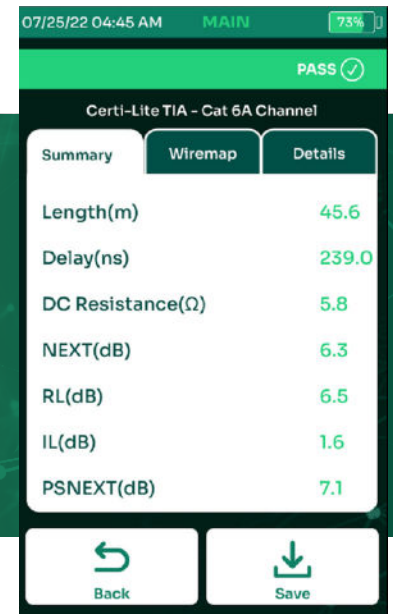 07/25/22 04:45 AM MAIN 73%
PASS
Certi-Lite TIA - Cat 6A Channel
Summary Wiremap Details
Length(m) 45.6
Delay(ns) 239.0
DC Resistance(Ω) 5.8
NEXT(dB) 6.3
RL(dB) 6.5
IL(dB) 1.6
PSNEXT(dB) 7.1
Back Save